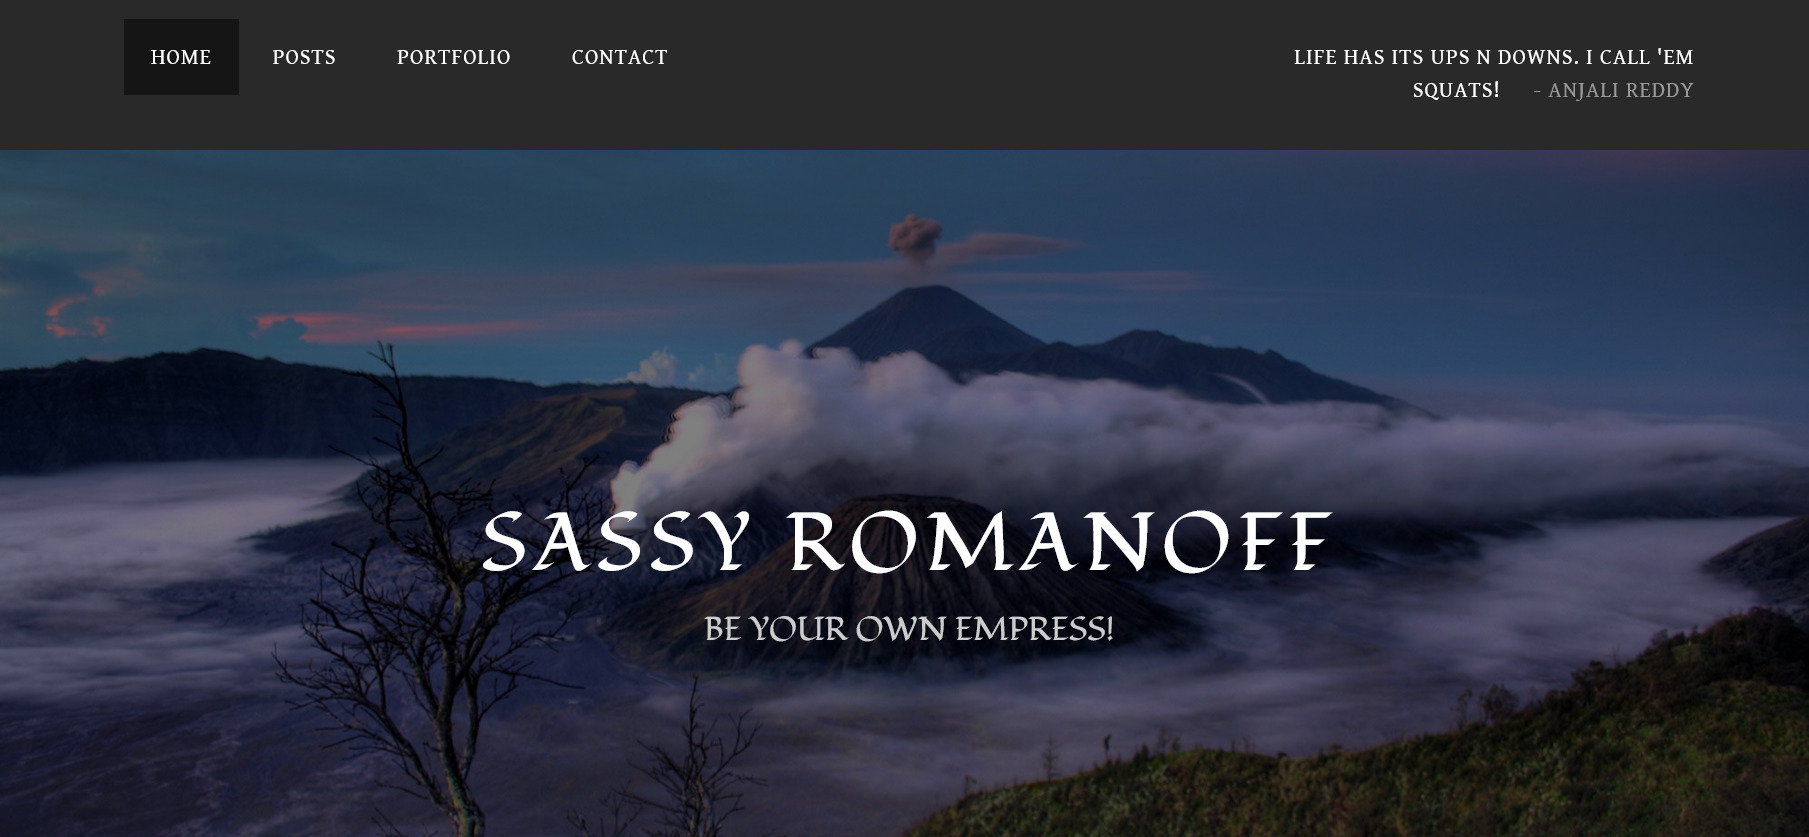 HOME POSTS PORTFOLIO CONTACT
LIFE HAS ITS UPS N DOWNS. I CALL 'EM
SQUATS! - ANJALI REDDY
SASSY ROMANOFF
BE YOUR OWN EMPRESS!